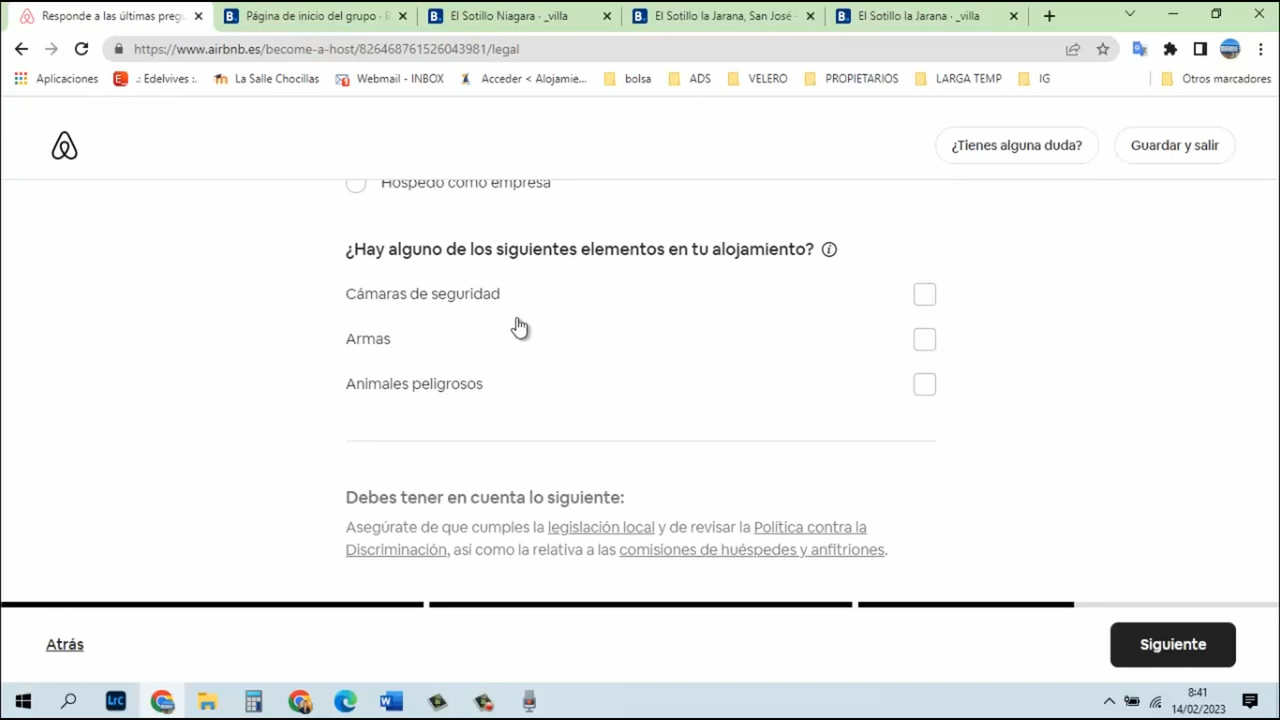 Responde a las últimas preg
Página de inicio del grupo
El Sotillo Niagara · _villa
El Sotillo la Jarana, San José
El Sotillo la Jarana · _villa
https://www.airbnb.es/become-a-host/826468761526043981/legal
Aplicaciones
.: Edelvives :.
La Salle Chocillas
Webmail - INBOX
Acceder < Alojamie...
bolsa
ADS
VELERO
PROPIETARIOS
LARGA TEMP
IG
Otros marcadores
¿Tienes alguna duda?
Guardar y salir
Hospedo como empresa
¿Hay alguno de los siguientes elementos en tu alojamiento?
Cámaras de seguridad
Armas
Animales peligrosos
Debes tener en cuenta lo siguiente:
Asegúrate de que cumples la legislación local y de revisar la Política contra la
Discriminación, así como la relativa a las comisiones de huéspedes y anfitriones.
Atrás
Siguiente
LrC
8:41
14/02/2023